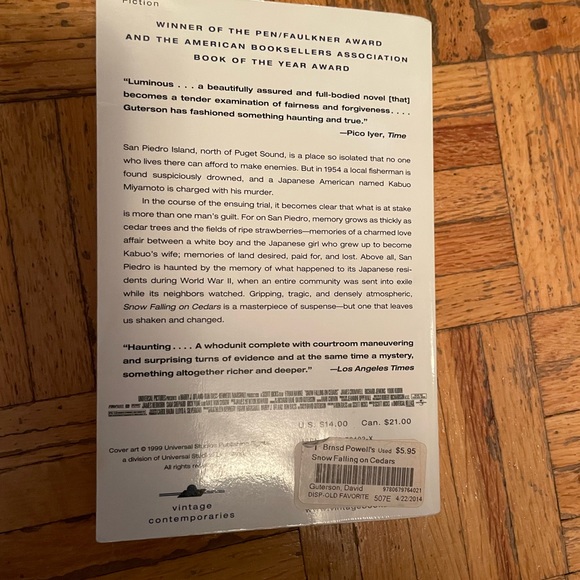 Fiction
WINNER OF THE PEN/FAULKNER AWARD
AND THE AMERICAN BOOKSELLERS ASSOCIATION
BOOK OF THE YEAR AWARD
“Luminous . . . a beautifully assured and full-bodied novel [that]
becomes a tender examination of fairness and forgiveness. . . .
Guterson has fashioned something haunting and true.”
—Pico Iyer, Time
San Piedro Island, north of Puget Sound, is a place so isolated that no one
who lives there can afford to make enemies. But in 1954 a local fisherman is
found suspiciously drowned, and a Japanese American named Kabuo
Miyamoto is charged with his murder.
In the course of the ensuing trial, it becomes clear that what is at stake
is more than one man's guilt. For on San Piedro, memory grows as thickly as
cedar trees and the fields of ripe strawberries—memories of a charmed love
affair between a white boy and the Japanese girl who grew up to become
Kabuo's wife; memories of land desired, paid for, and lost. Above all, San
Piedro is haunted by the memory of what happened to its Japanese resi-
dents during World War II, when an entire community was sent into exile
while its neighbors watched. Gripping, tragic, and densely atmospheric,
Snow Falling on Cedars is a masterpiece of suspense—but one that leaves
us shaken and changed.
“Haunting . . . . A whodunit complete with courtroom maneuvering
and surprising turns of evidence and at the same time a mystery,
something altogether richer and deeper.” —Los Angeles Times
U.S. $14.00 Can. $21.00
Cover art © 1999 Universal Studios
a division of Universal Studios
All rights
vintage
contemporaries
Brnsd Powell's Used $5.95
Snow Falling on Cedars
Guterson, David 9780679764021
DISP-OLD FAVORITE 507E 4/22/2014